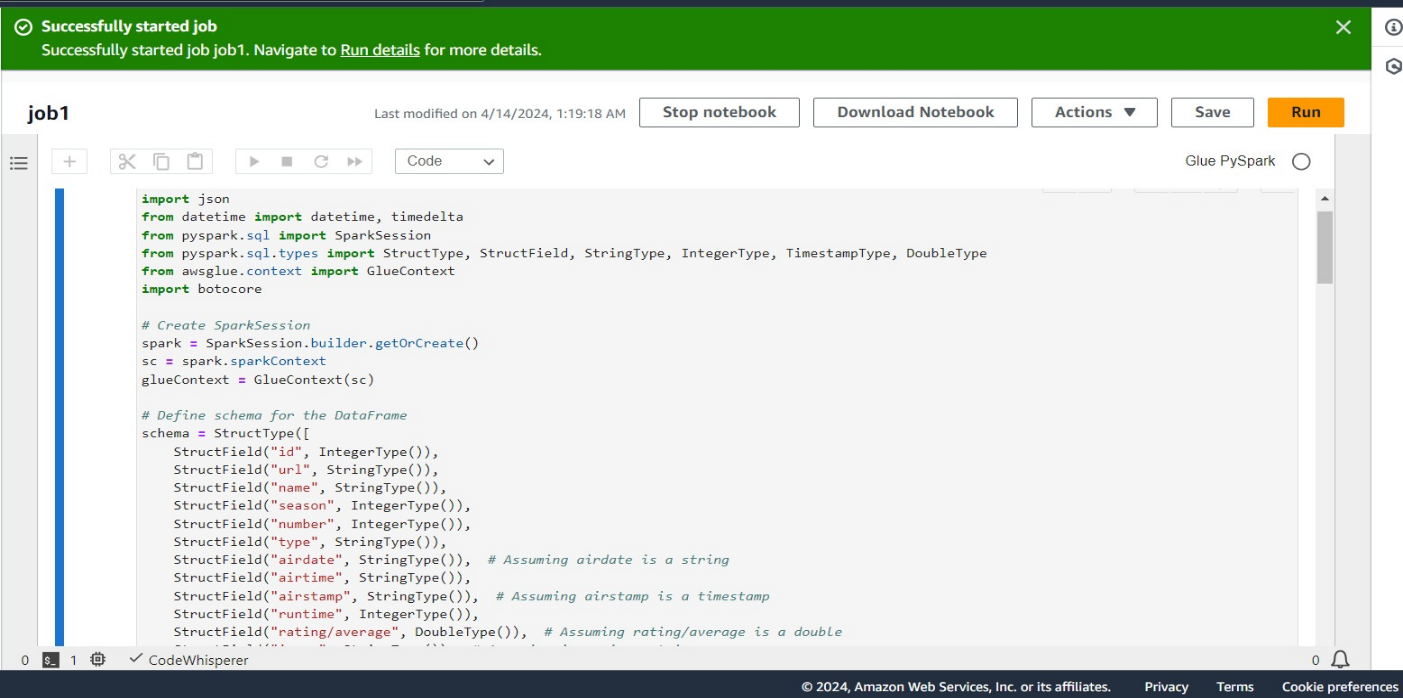 Successfully started job
Successfully started job job1. Navigate to Run details for more details.
job1
Last modified on 4/14/2024, 1:19:18 AM
Stop notebook
Download Notebook
Actions
Save
Run
Code
Glue PySpark
import json
from datetime import datetime, timedelta
from pyspark.sql import SparkSession
from pyspark.sql.types import StructType, StructField, StringType, IntegerType, TimestampType, DoubleType
from awsglue.context import GlueContext
import botocore
# Create SparkSession
spark = SparkSession.builder.getOrCreate()
sc = spark.sparkContext
glueContext = GlueContext(sc)
# Define schema for the DataFrame
schema = StructType([
    StructField("id", IntegerType()),
    StructField("url", StringType()),
    StructField("name", StringType()),
    StructField("season", IntegerType()),
    StructField("number", IntegerType()),
    StructField("type", StringType()),
    StructField("airdate", StringType()),  # Assuming airdate is a string
    StructField("airtime", StringType()),
    StructField("airstamp", StringType()),  # Assuming airstamp is a timestamp
    StructField("runtime", IntegerType()),
    StructField("rating/average", DoubleType()),  # Assuming rating/average is a double
0
1
CodeWhisperer
0
© 2024, Amazon Web Services, Inc. or its affiliates.
Privacy
Terms
Cookie preferences